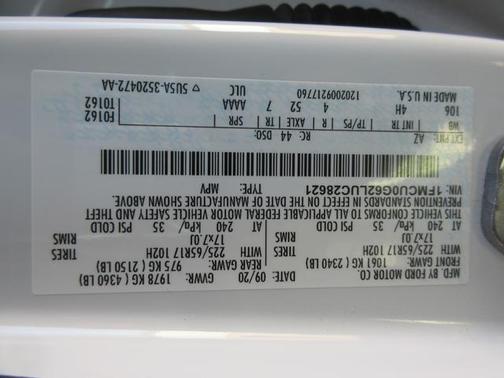 MFD. BY FORD MOTOR CO.
DATE: 09/20 GVWR: 1978 KG ( 4360 LB)
FRONT GAWR: 1061 KG ( 2340 LB) REAR GAWR: 975 KG ( 2150 LB)
WITH 225/65R17 102H WITH 225/65R17 102H
17x7.0J RIMS 17x7.0J RIMS
240 kPa/ 35 PSI COLD 240 kPa/ 35 PSI COLD
THIS VEHICLE CONFORMS TO ALL APPLICABLE FEDERAL MOTOR VEHICLE SAFETY AND THEFT
PREVENTION STANDARDS IN EFFECT ON THE DATE OF MANUFACTURE SHOWN ABOVE.
VIN: 1FMCU0G62LUC28621 TYPE: MPV
EXT PNT: AZ RC: 44 DSO:
WB INT TR TP/PS R AXLE TR SPR F0162
106 4H 4 52 7 AAAA T0162
ULC
MADE IN U.S.A. 1202009217760 5U5A-3520472-AA